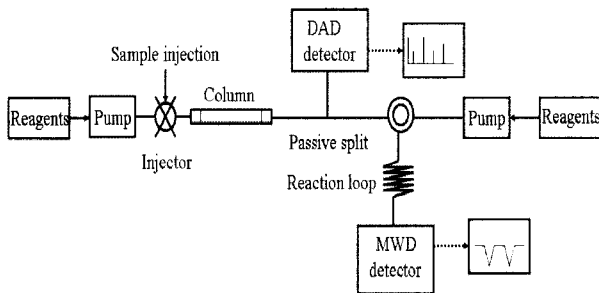 DAD
detector
Sample injection
Column
Reagents
Pump
Pump
Reagents
Injector
Passive split
Reaction loop
MWD
detector